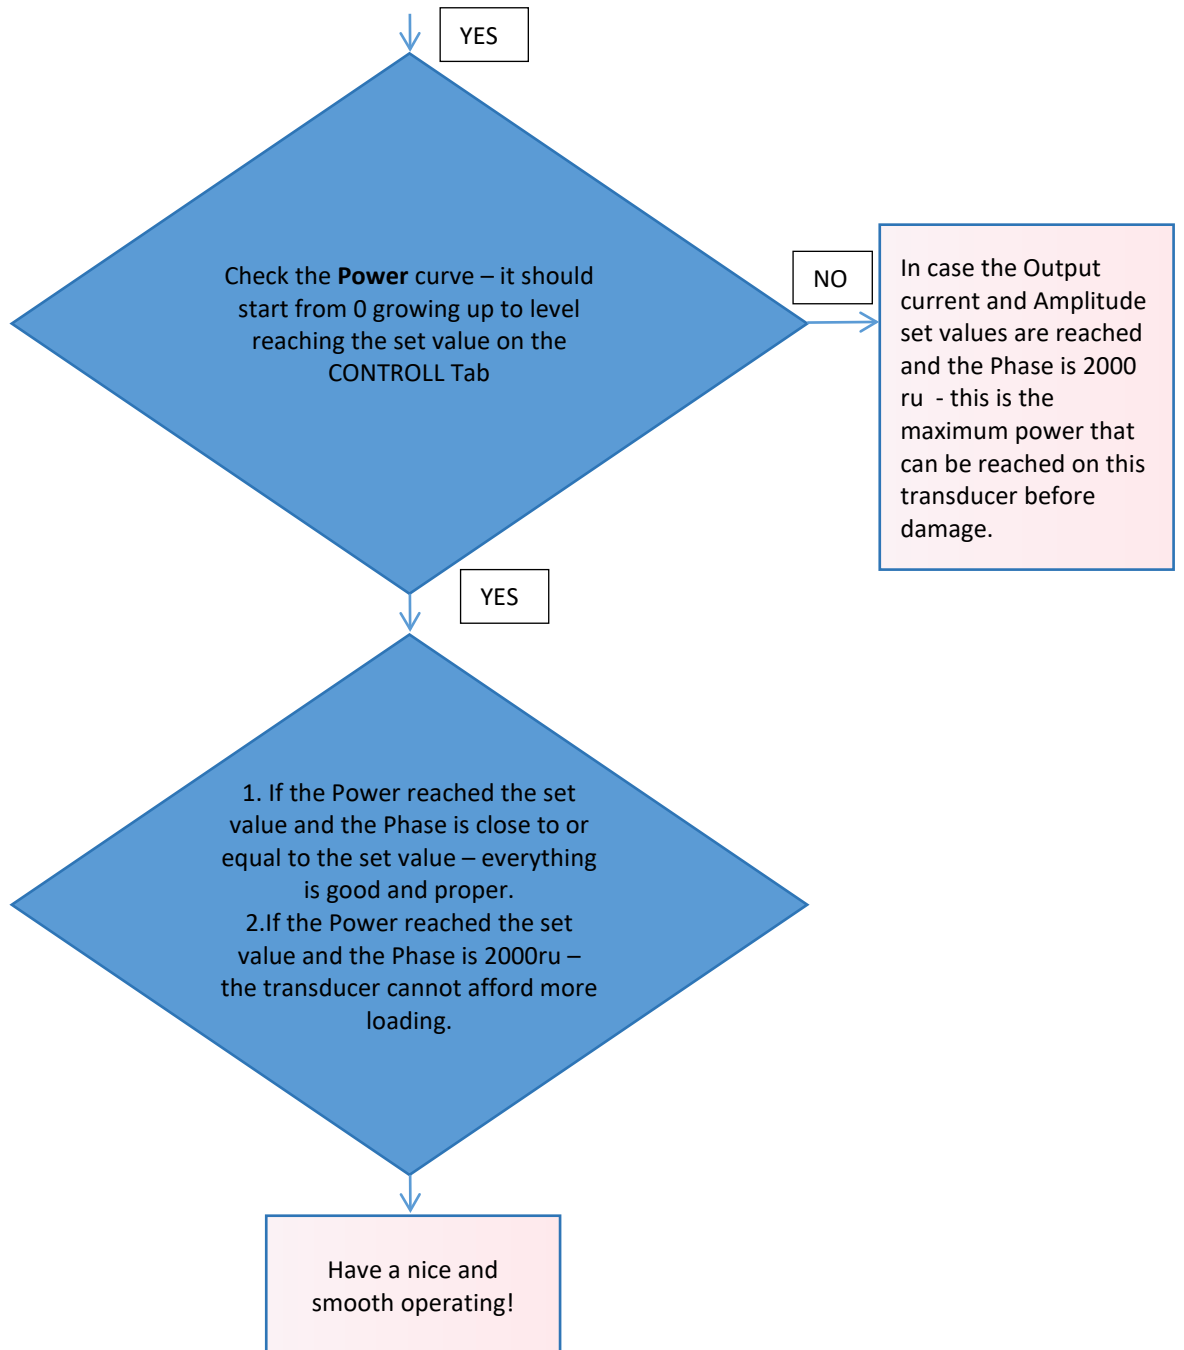 YES
Check the Power curve – it should
start from 0 growing up to level
reaching the set value on the
CONTROLL Tab
NO
In case the Output
current and Amplitude
set values are reached
and the Phase is 2000
ru - this is the
maximum power that
can be reached on this
transducer before
damage.
YES
1. If the Power reached the set
value and the Phase is close to or
equal to the set value – everything
is good and proper.
2.If the Power reached the set
value and the Phase is 2000ru –
the transducer cannot afford more
loading.
Have a nice and
smooth operating!